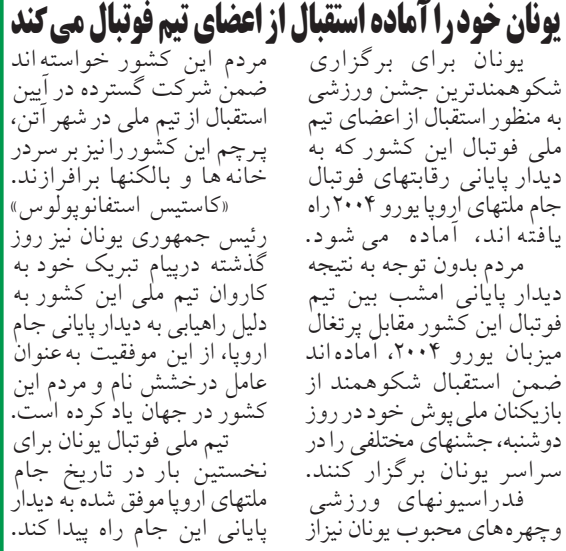 یونان خود را آماده استقبال از اعضای تیم فوتبال می کند
یونان برای برگزاری
شکوهمندترین جشن ورزشی
به منظور استقبال از اعضای تیم
ملی فوتبال این کشور که به
دیدار پایانی رقابتهای فوتبال
جام ملتهای اروپا یورو ۲۰۰۴ راه
یافته اند، آماده می شود.
مردم بدون توجه به نتیجه
دیدار پایانی امشب بین تیم
فوتبال این کشور مقابل پرتغال
میزبان یورو ۲۰۰۴، آماده اند
ضمن استقبال شکوهمند از
بازیکنان ملی پوش خود در روز
دوشنبه، جشنهای مختلفی را در
سراسر یونان برگزار کنند.
فدراسیونهای ورزشی
وچهره های محبوب یونان نیزاز
مردم این کشور خواسته اند
ضمن شرکت گسترده در آیین
استقبال از تیم ملی در شهر آتن،
پرچم این کشور را نیز بر سردر
خانه ها و بالکنها برافرازند.
«کاستیس استفانوپولوس»
رئیس جمهوری یونان نیز روز
گذشته درپیام تبریک خود به
کاروان تیم ملی این کشور به
دلیل راهیابی به دیدار پایانی جام
اروپا، از این موفقیت به عنوان
عامل درخشش نام و مردم این
کشور در جهان یاد کرده است.
تیم ملی فوتبال یونان برای
نخستین بار در تاریخ جام
ملتهای اروپا موفق شده به دیدار
پایانی این جام راه پیدا کند.